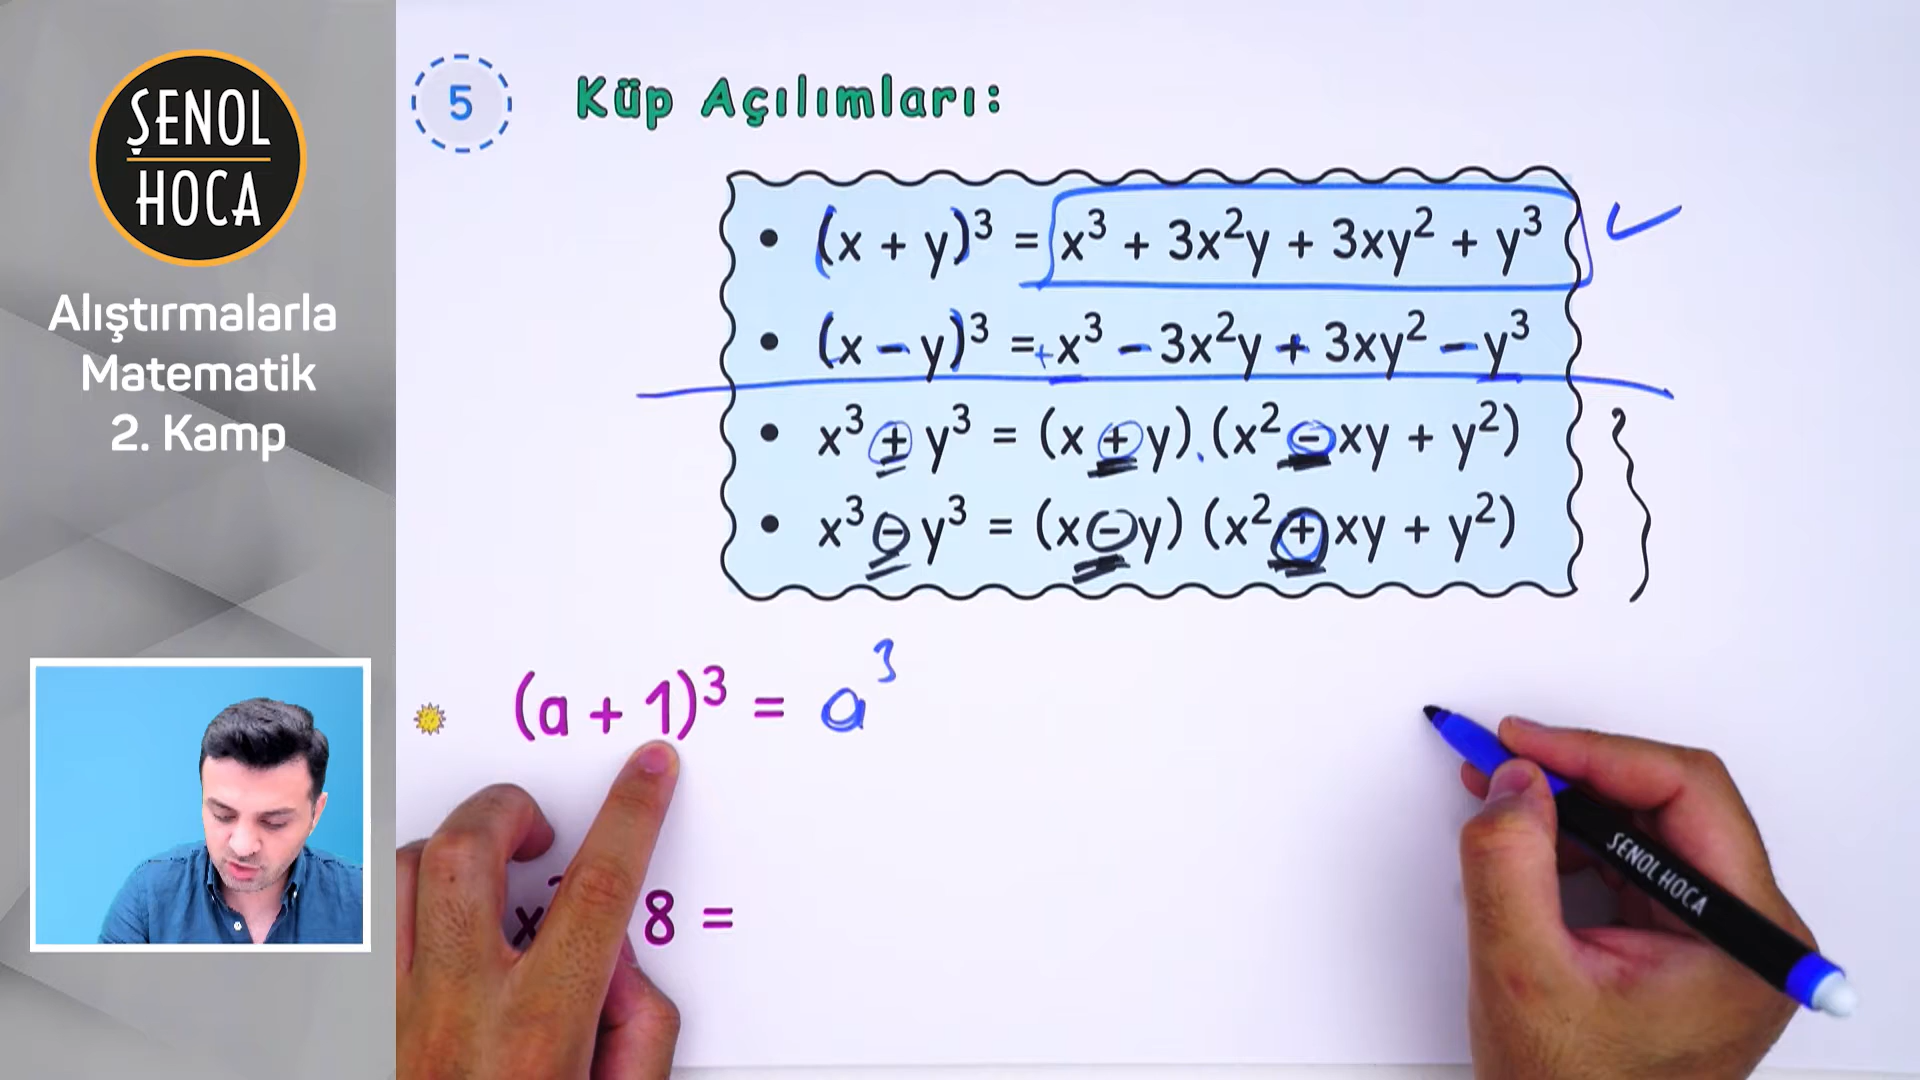 ŞENOL
HOCA
Alıştırmalarla
Matematik
2. Kamp
5 Küp Açılımları:
• (x + y)³ = x³ + 3x²y + 3xy² + y³
• (x - y)³ = +x³ - 3x²y + 3xy² - y³
• x³ + y³ = (x + y).(x² - xy + y²)
• x³ - y³ = (x - y) (x² + xy + y²)
(a + 1)³ = a³
x 8 =
ŞENOL HOCA